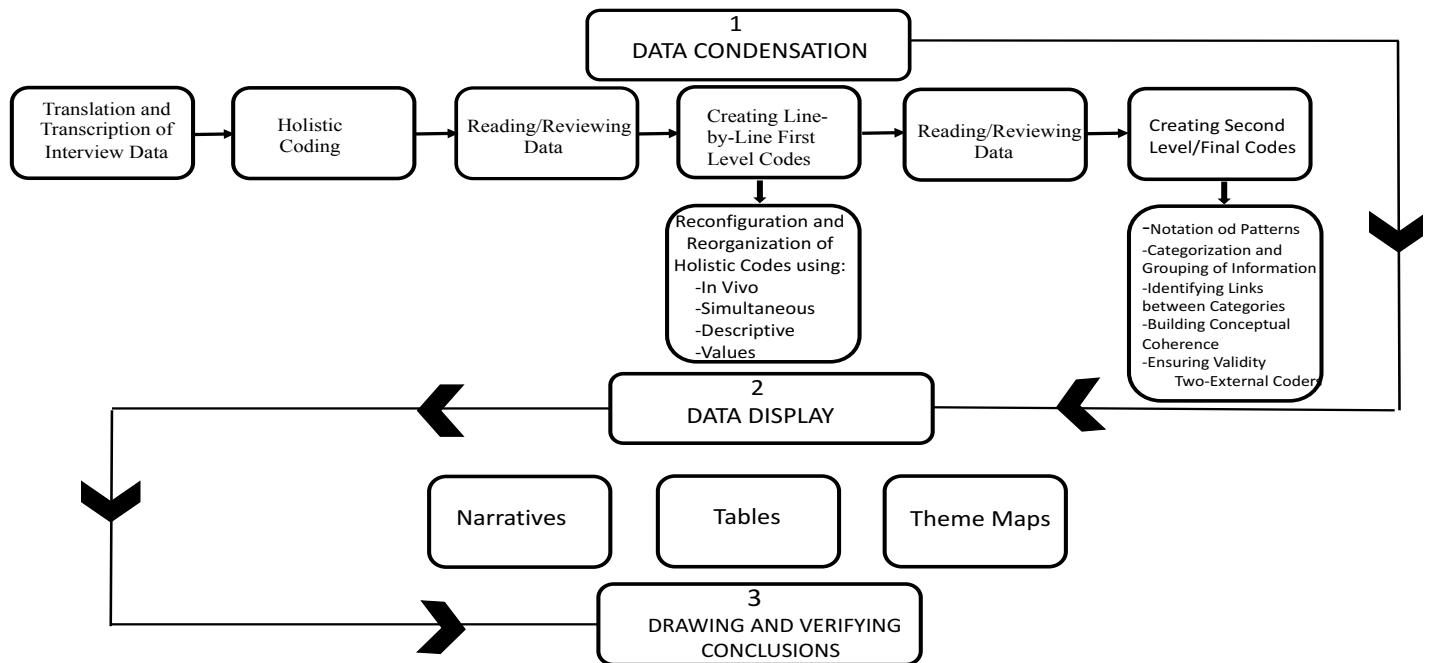 1
DATA CONDENSATION
Translation and
Transcription of
Interview Data
Holistic
Coding
Reading/Reviewing
Data
Creating Line-
by-Line First
Level Codes
Reading/Reviewing
Data
Creating Second
Level/Final Codes
Reconfiguration and
Reorganization of
Holistic Codes using:
-In Vivo
-Simultaneous
-Descriptive
-Values
-Notation od Patterns
-Categorization and
Grouping of Information
-Identifying Links
between Categories
-Building Conceptual
Coherence
-Ensuring Validity
Two-External Coders
2
DATA DISPLAY
Narratives
Tables
Theme Maps
3
DRAWING AND VERIFYING
CONCLUSIONS